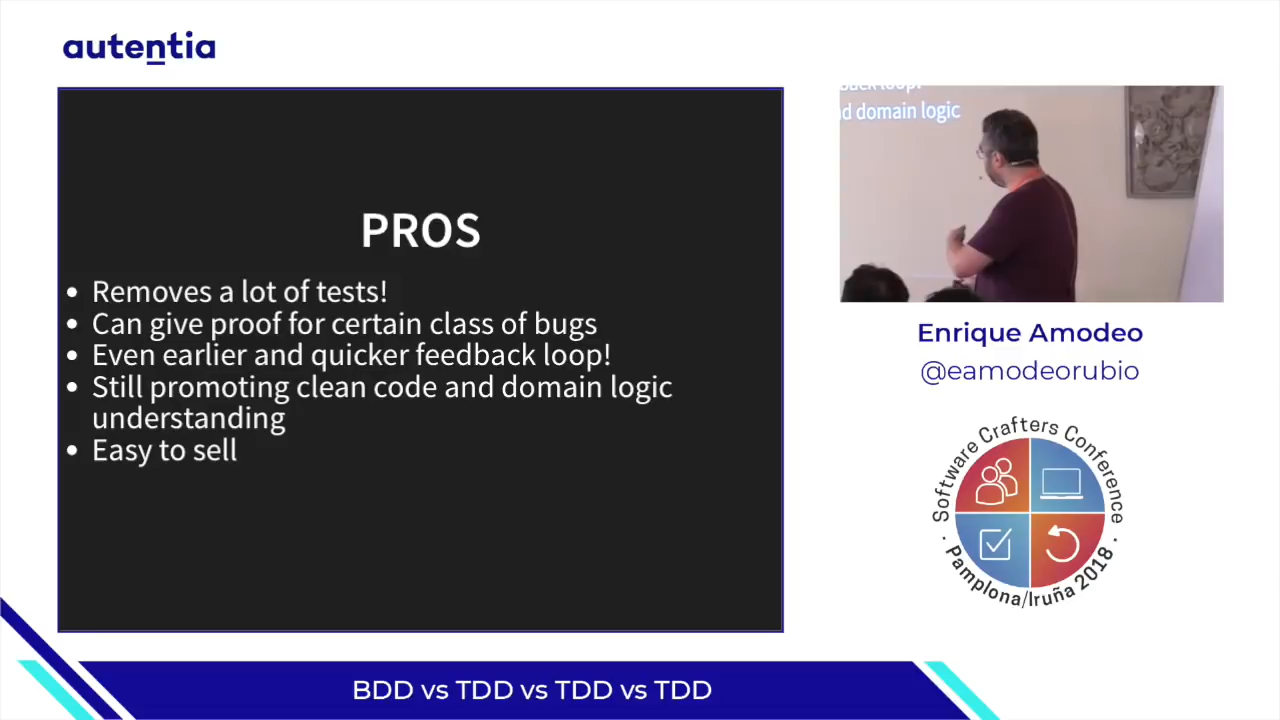 autentia
PROS
• Removes a lot of tests!
• Can give proof for certain class of bugs
• Even earlier and quicker feedback loop!
• Still promoting clean code and domain logic
understanding
• Easy to sell
d domain logic
Enrique Amodeo
@eamodeorubio
Software Crafters Conference
· Pamplona/Iruña 2018 ·
BDD vs TDD vs TDD vs TDD